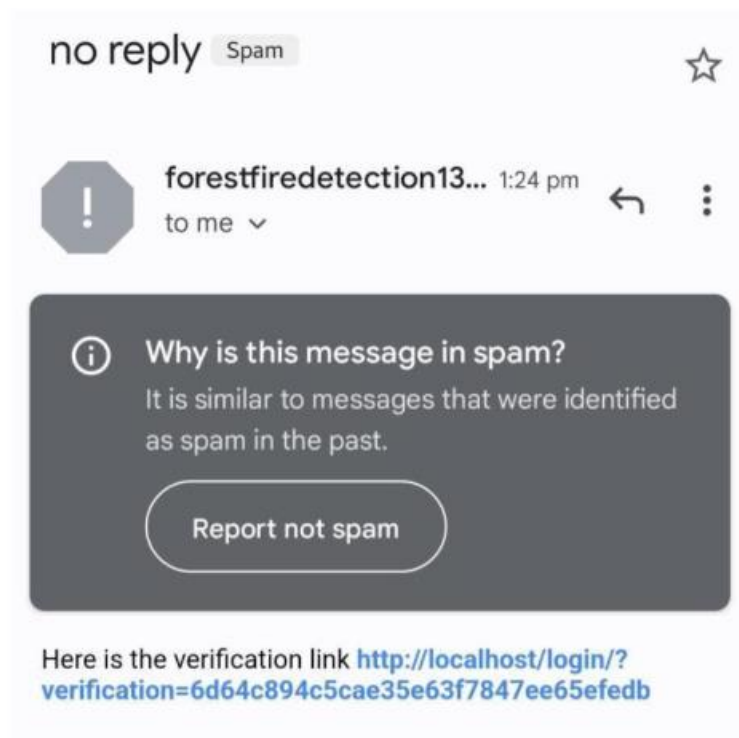 no reply Spam
forestfiredetection13... 1:24 pm
to me
!
Why is this message in spam?
It is similar to messages that were identified
as spam in the past.
Report not spam
Here is the verification link http://localhost/login/?
verification=6d64c894c5cae35e63f7847ee65efedb